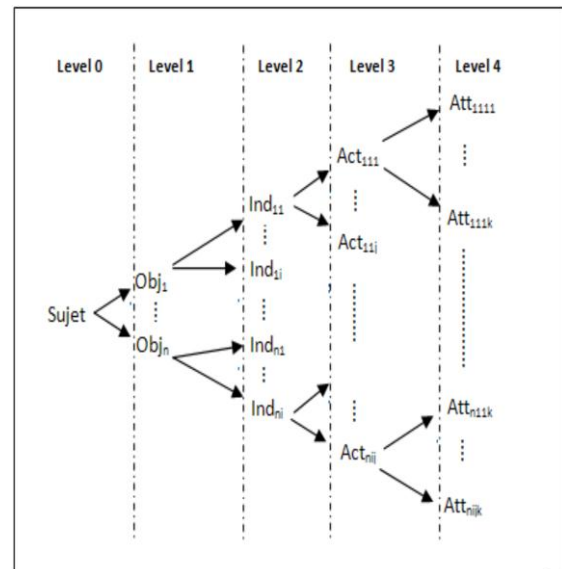 Level 0 Level 1 Level 2 Level 3 Level 4
Att1111
Act111
Ind11
Att111k
Act11j
Ind1i
Obj1
Sujet
Objn
Indn1
Indni
Attn11k
Actnij
Attnijk